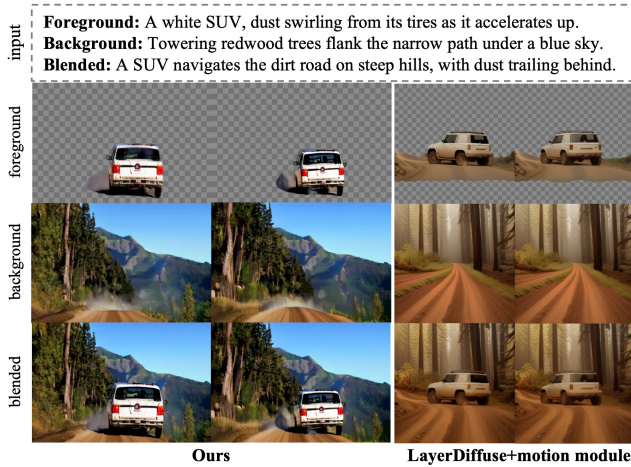 input
Foreground: A white SUV, dust swirling from its tires as it accelerates up.
Background: Towering redwood trees flank the narrow path under a blue sky.
Blended: A SUV navigates the dirt road on steep hills, with dust trailing behind.
foreground
background
blended
Ours
LayerDiffuse+motion module